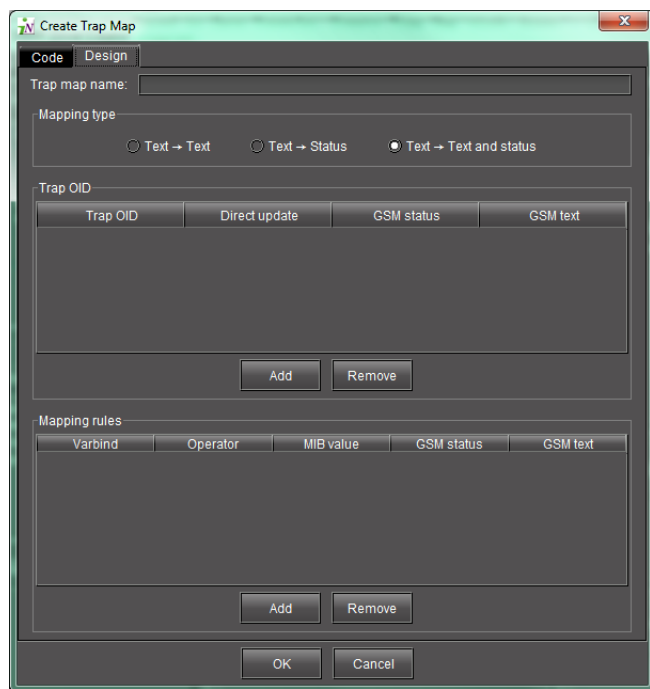 iN Create Trap Map X
Code Design
Trap map name:
Mapping type
Text → Text Text → Status Text → Text and status
Trap OID
Trap OID Direct update GSM status GSM text
Add Remove
Mapping rules
Varbind Operator MIB value GSM status GSM text
Add Remove
OK Cancel